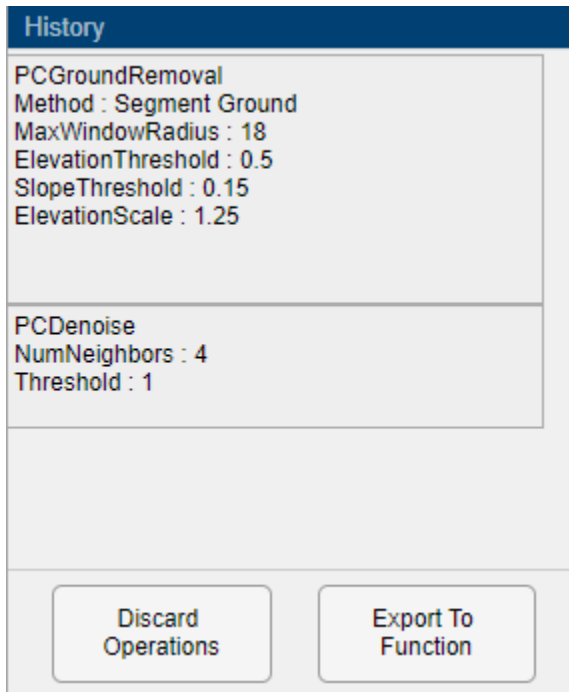 History
PCGroundRemoval
Method : Segment Ground
MaxWindowRadius : 18
ElevationThreshold : 0.5
SlopeThreshold : 0.15
ElevationScale : 1.25
PCDenoise
NumNeighbors : 4
Threshold : 1
Discard
Operations
Export To
Function